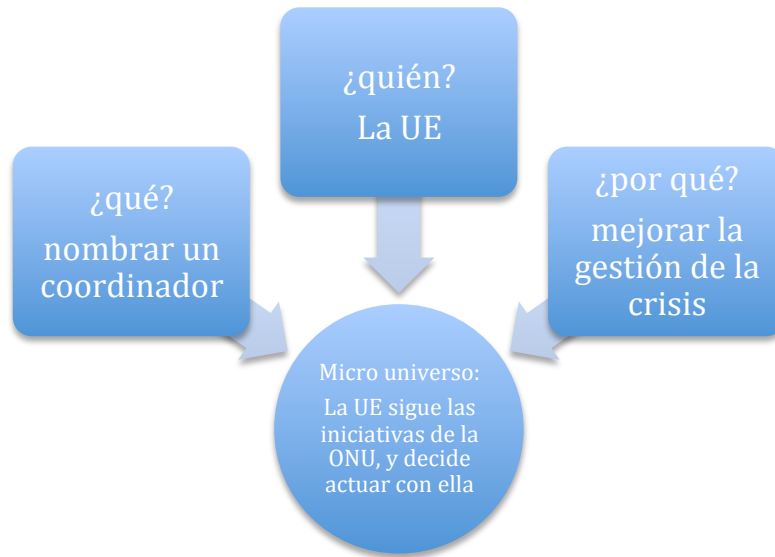 ¿quién?
La UE
¿qué?
nombrar un
coordinador
¿por qué?
mejorar la
gestión de la
crisis
Micro universo:
La UE sigue las
iniciativas de la
ONU, y decide
actuar con ella